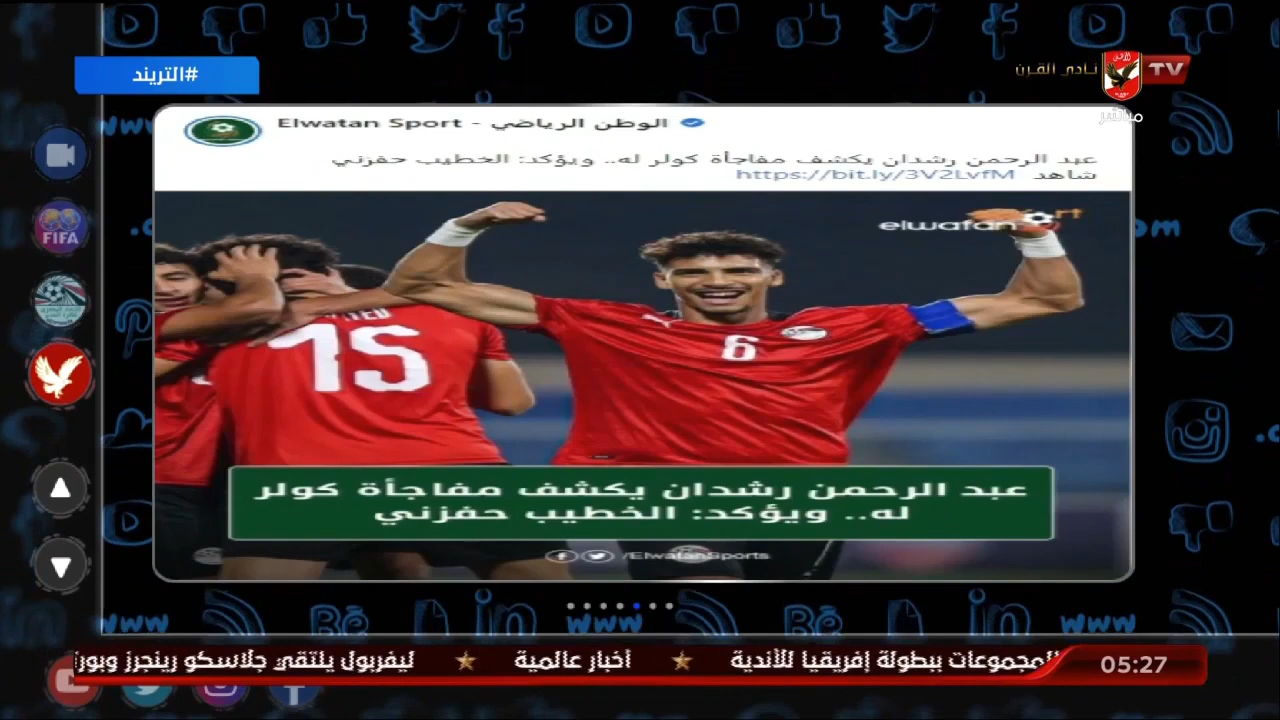 #التريند
نادي القرن
TV
مباشر
Elwatan Sport - الوطن الرياضي
عبد الرحمن رشدان يكشف مفاجأة كولر له.. ويؤكد: الخطيب حفزني
شاهد https://bit.ly/3V2LvfM
elwatan
FIFA
15
6
عبد الرحمن رشدان يكشف مفاجأة كولر
له.. ويؤكد: الخطيب حفزني
/ElwatanSports
المجموعات ببطولة إفريقيا للأندية ★ أخبار عالمية ★ ليفربول يلتقي جلاسكو رينجرز
05:27